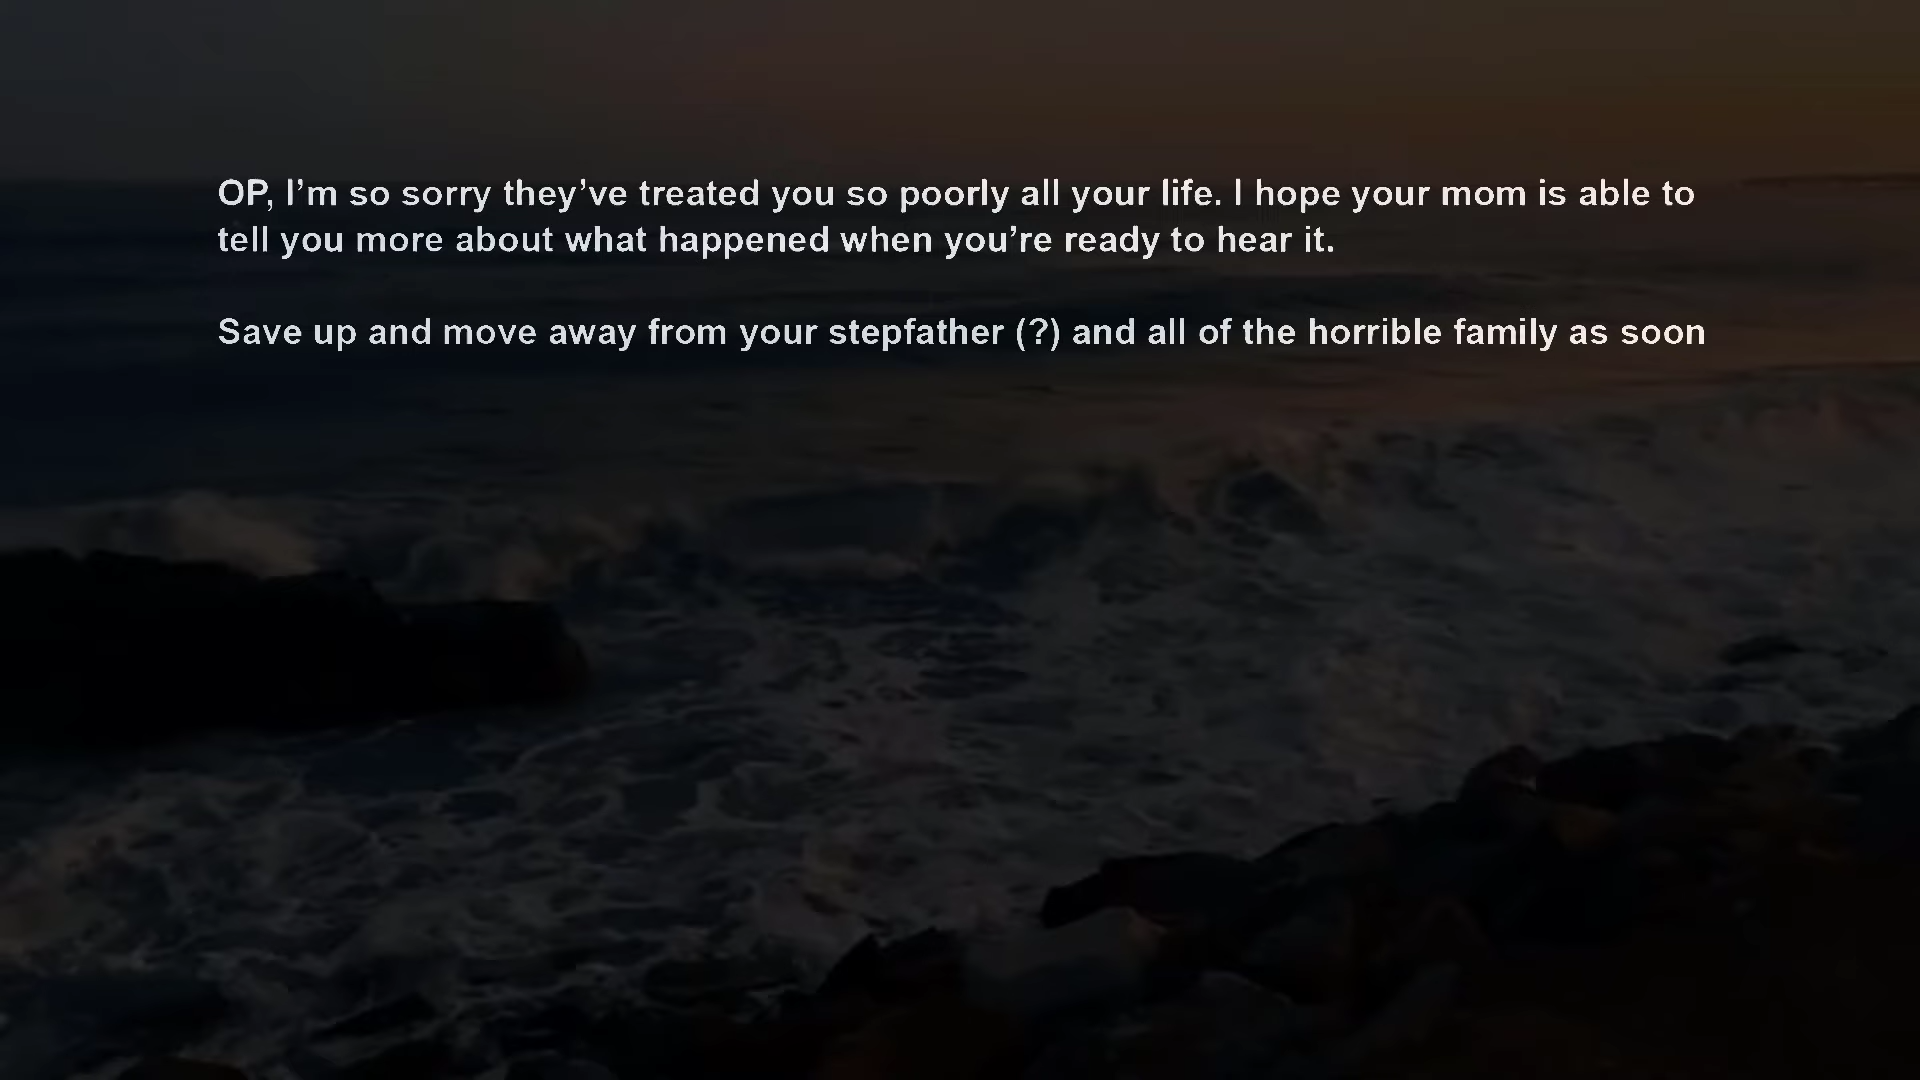 OP, I’m so sorry they’ve treated you so poorly all your life. I hope your mom is able to
tell you more about what happened when you’re ready to hear it.
Save up and move away from your stepfather (?) and all of the horrible family as soon